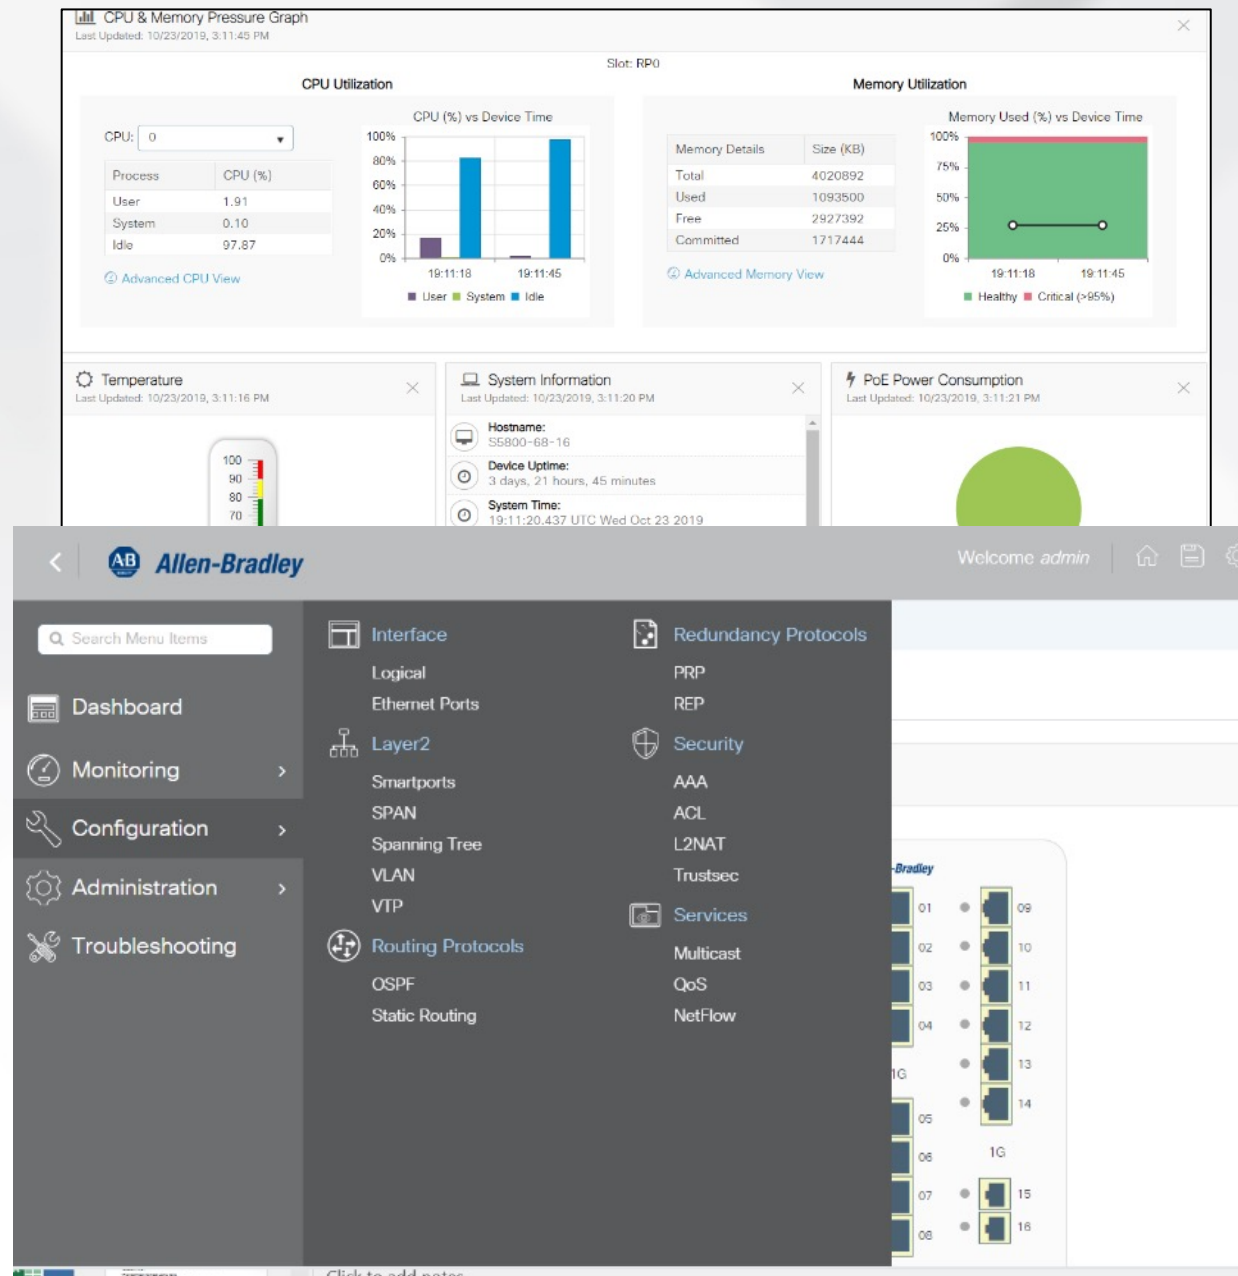 CPU & Memory Pressure Graph
Last Updated: 10/23/2019, 3:11:45 PM
Slot: RP0
CPU Utilization
CPU: 0
Process CPU (%)
User 1.91
System 0.10
Idle 97.87
Advanced CPU View
CPU (%) vs Device Time
100%
80%
60%
40%
20%
0%
19:11:18 19:11:45
User System Idle
Memory Utilization
Memory Details Size (KB)
Total 4020892
Used 1093500
Free 2927392
Committed 1717444
Advanced Memory View
Memory Used (%) vs Device Time
100%
75%
50%
25%
0%
19:11:18 19:11:45
Healthy Critical (>95%)
Temperature
Last Updated: 10/23/2019, 3:11:16 PM
100
90
80
70
System Information
Last Updated: 10/23/2019, 3:11:20 PM
Hostname:
S5800-68-16
Device Uptime:
3 days, 21 hours, 45 minutes
System Time:
19:11:20.437 UTC Wed Oct 23 2019
PoE Power Consumption
Last Updated: 10/23/2019, 3:11:21 PM
AB Allen-Bradley
Welcome admin
Search Menu Items
Dashboard
Monitoring
Configuration
Administration
Troubleshooting
Interface
Logical
Ethernet Ports
Layer2
Smartports
SPAN
Spanning Tree
VLAN
VTP
Routing Protocols
OSPF
Static Routing
Redundancy Protocols
PRP
REP
Security
AAA
ACL
L2NAT
Trustsec
Services
Multicast
QoS
NetFlow
-Bradley
01 09
02 10
03 11
04 12
1G 13
14
05
06 1G
07 15
08 16
Click to add notes